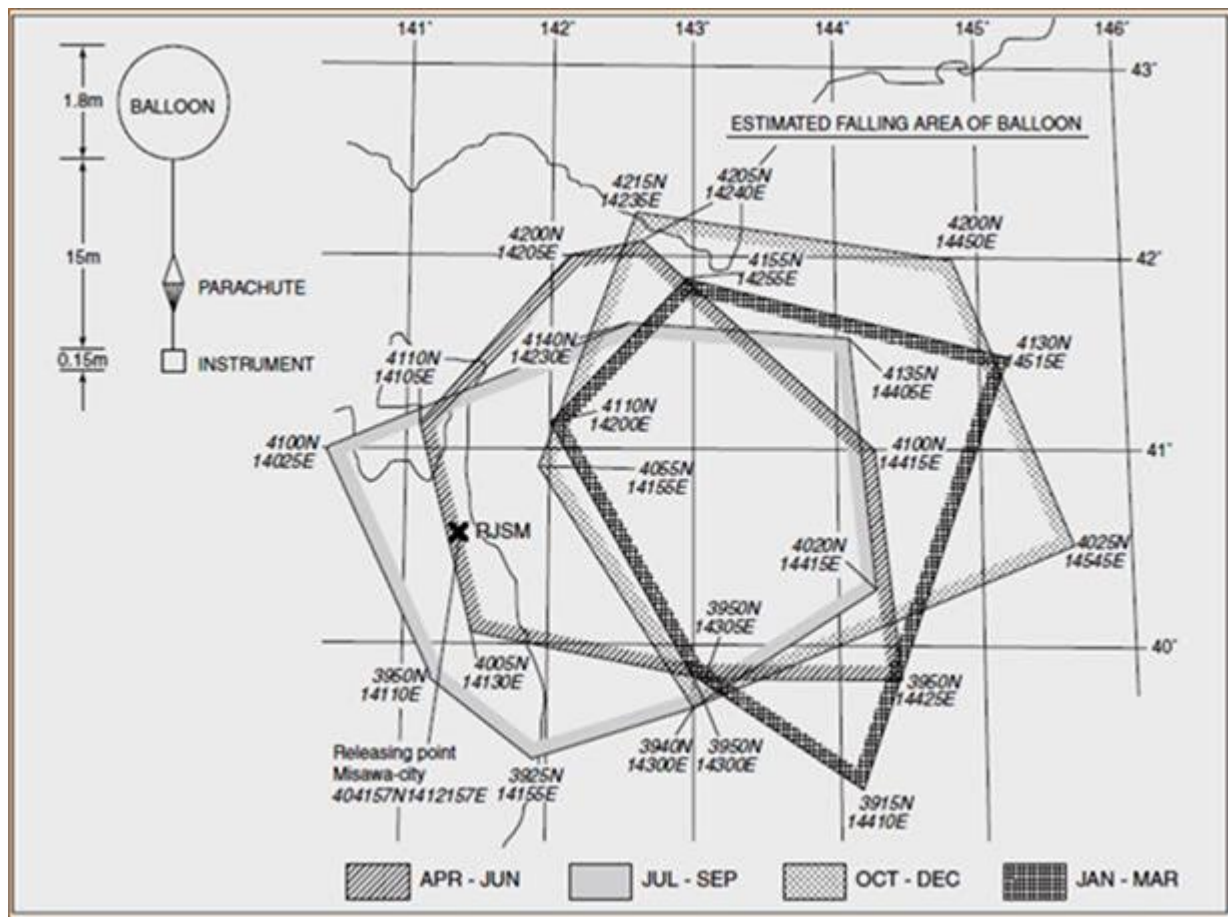 141°
142°
143°
144°
145°
146°
43°
1.8m
BALLOON
ESTIMATED FALLING AREA OF BALLOON
4215N
14235E
4205N
14240E
4200N
14205E
4200N
14450E
42°
15m
4155N
14255E
PARACHUTE
0.15m
INSTRUMENT
4110N
14105E
4140N
14230E
4130N
4515E
4135N
14405E
4110N
14200E
4100N
14025E
4100N
14415E
41°
4055N
14155E
RJSM
4020N
14415E
4025N
14545E
3950N
14305E
40°
4005N
14130E
3950N
14110E
3950N
14425E
Releasing point
Misawa-city
404157N1412157E
3940N
14300E
3950N
14300E
3925N
14155E
3915N
14410E
APR - JUN
JUL - SEP
OCT - DEC
JAN - MAR